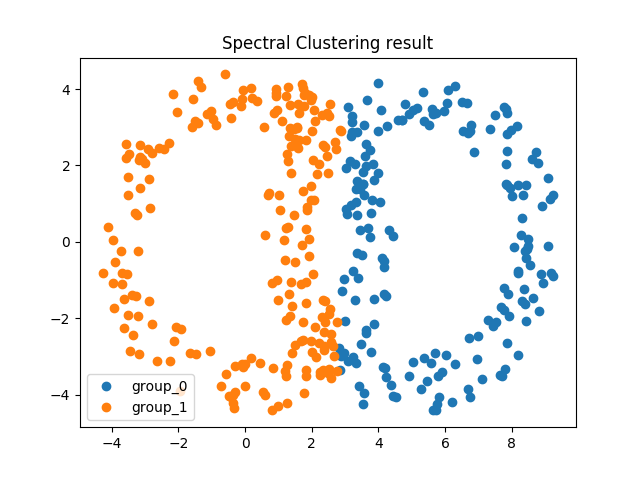 Spectral Clustering result
4
2
0
−2
−4
group_0
group_1
−4 −2 0 2 4 6 8